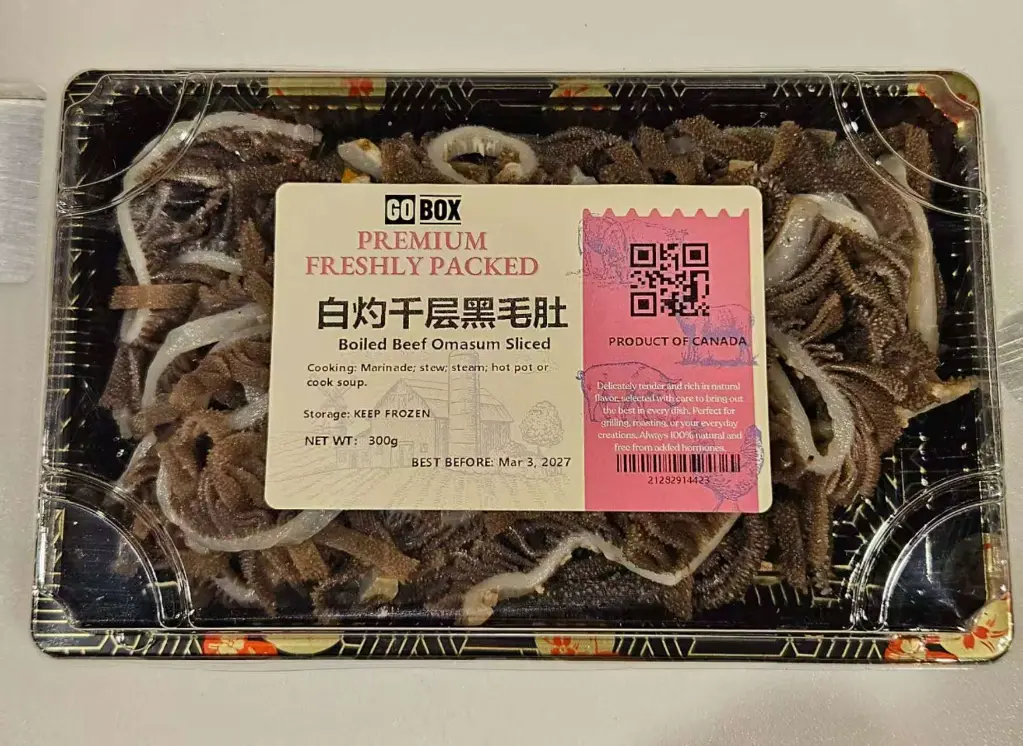 GO BOX
PREMIUM
FRESHLY PACKED
白灼千层黑毛肚
Boiled Beef Omasum Sliced
Cooking: Marinade; stew; steam; hot pot or
cook soup.
Storage: KEEP FROZEN
NET WT: 300g
BEST BEFORE: Mar 3, 2027
PRODUCT OF CANADA
Delicately tender and rich in natural
flavor, selected with care to bring out
the best in every dish. Perfect for
grilling, roasting, or your everyday
creations. Always 100% natural and
free from added hormones.
21282914423